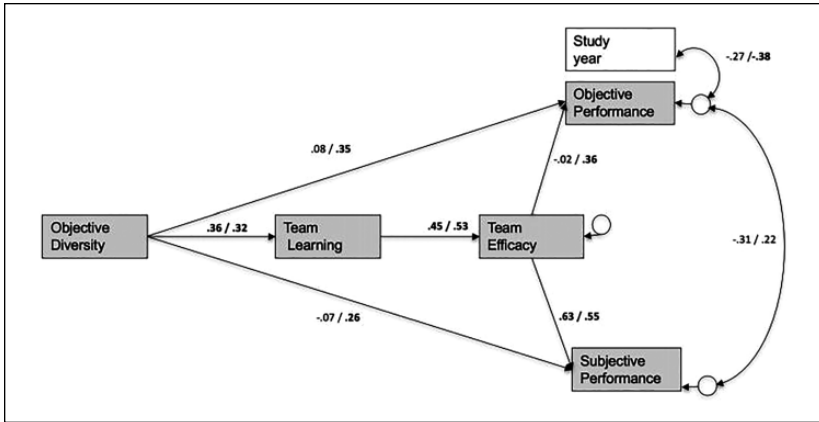 Study
year
-.27 / -.38
Objective
Performance
.08 / .35
-.02 / .36
Objective
Diversity
.36 / .32
Team
Learning
.45 / .53
Team
Efficacy
-.31 / .22
-.07 / .26
.63 / .55
Subjective
Performance